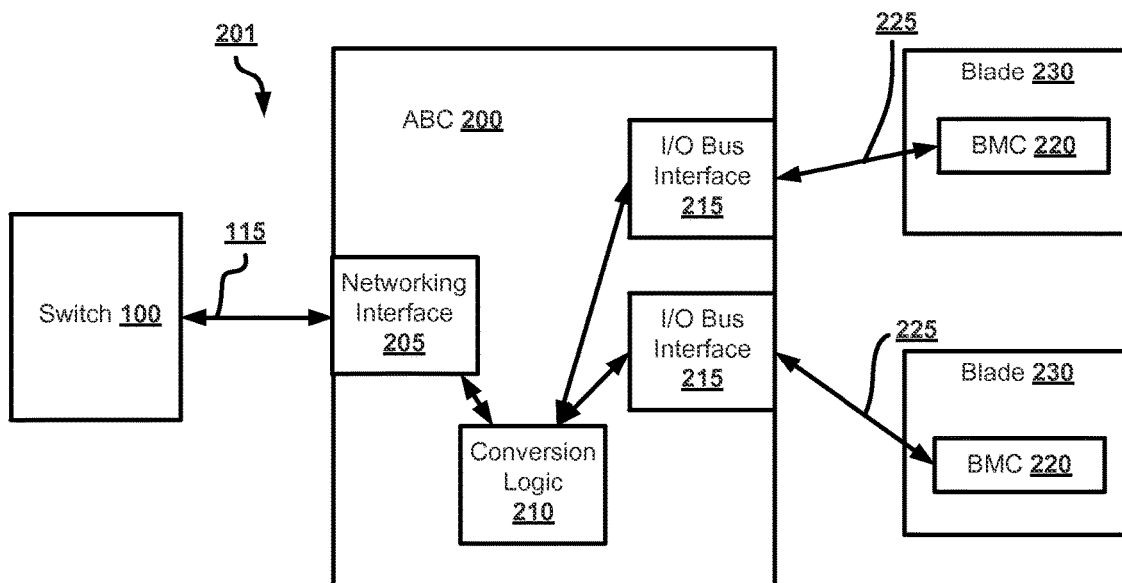 201
225
Blade 230
BMC 220
ABC 200
I/O Bus
Interface
215
115
Switch 100
Networking
Interface
205
I/O Bus
Interface
215
225
Blade 230
BMC 220
Conversion
Logic
210